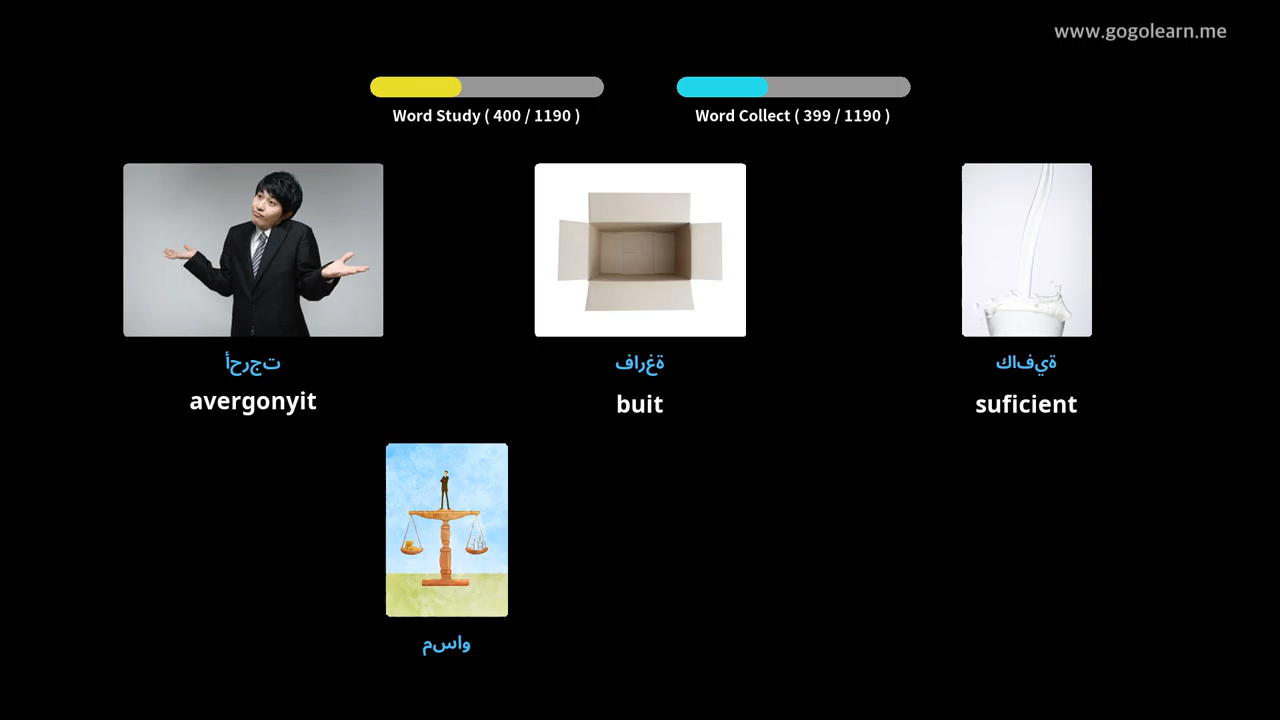 www.gogolearn.me
Word Study ( 400 / 1190 )
Word Collect ( 399 / 1190 )
أحرجت
فارغة
كافية
avergonyit
buit
suficient
مساو